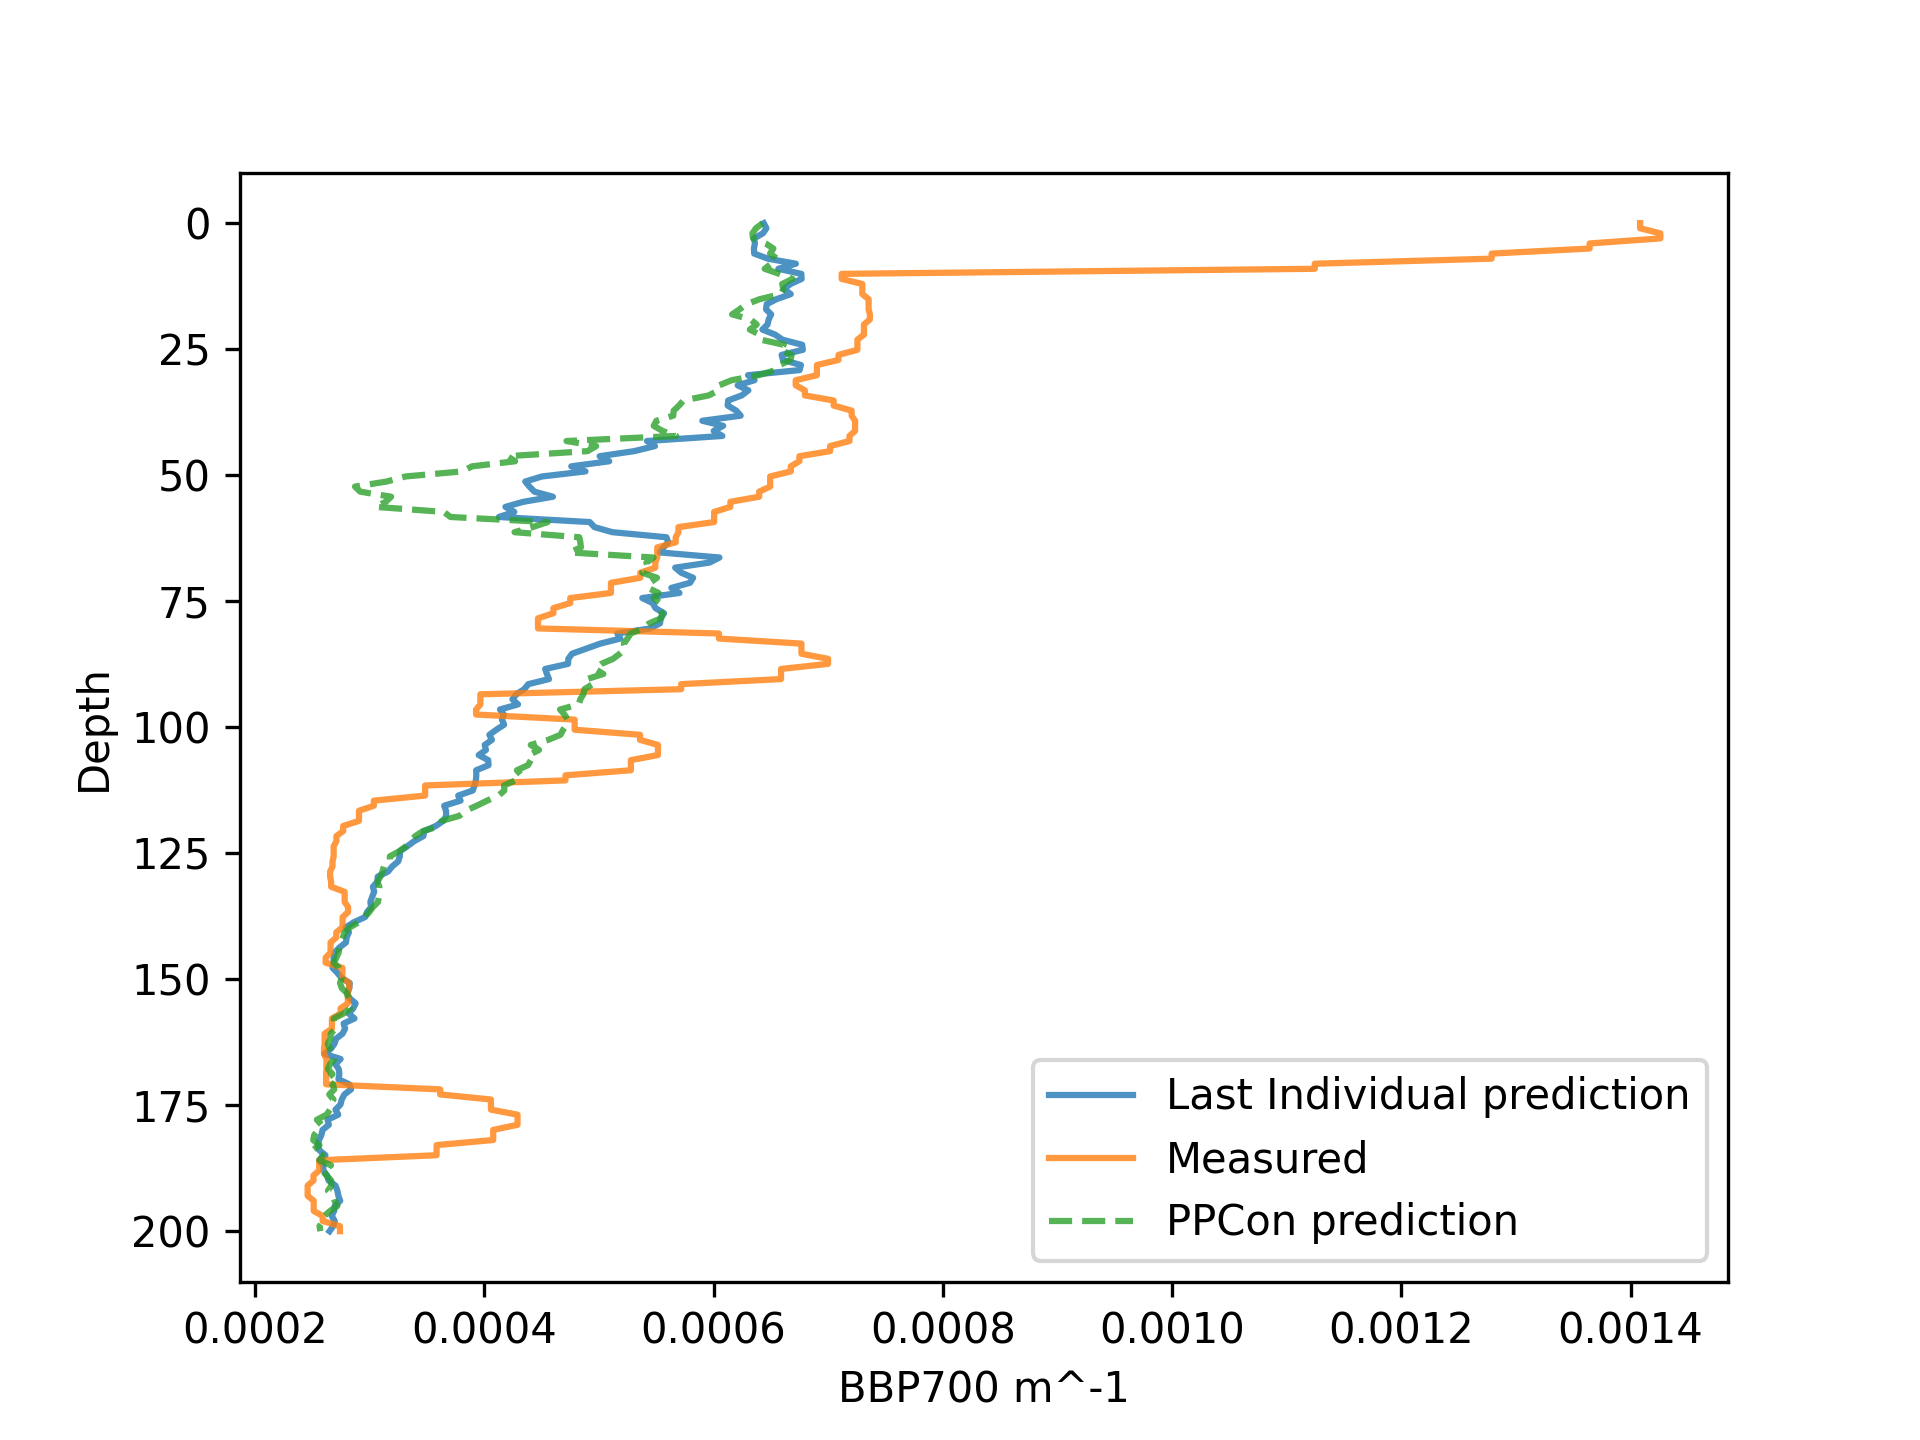 0
25
50
75
100
125
150
175
200
Depth
0.0002 0.0004 0.0006 0.0008 0.0010 0.0012 0.0014
BBP700 m^-1
Last Individual prediction
Measured
PPCon prediction